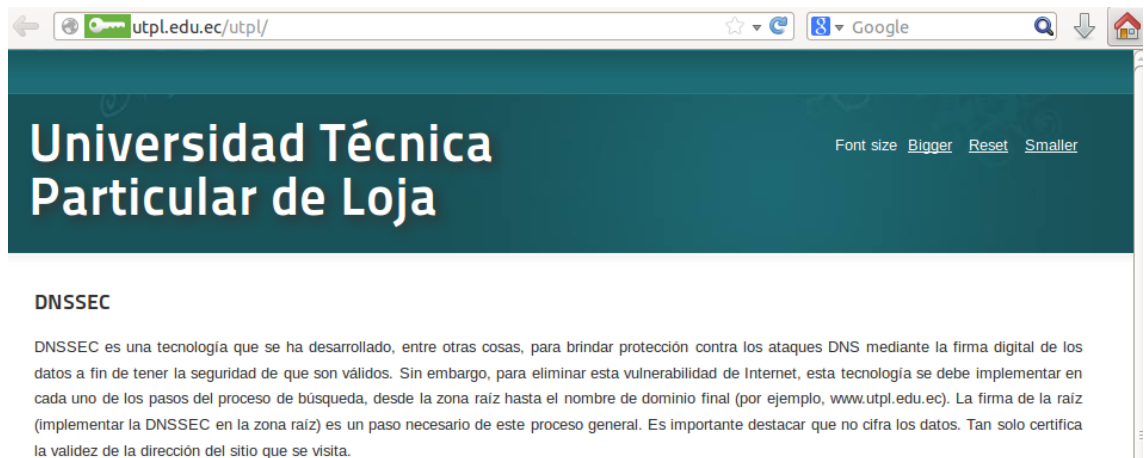 utpl.edu.ec/utpl/
8 Google
Universidad Técnica
Particular de Loja
Font size Bigger Reset Smaller
DNSSEC
DNSSEC es una tecnología que se ha desarrollado, entre otras cosas, para brindar protección contra los ataques DNS mediante la firma digital de los
datos a fin de tener la seguridad de que son válidos. Sin embargo, para eliminar esta vulnerabilidad de Internet, esta tecnología se debe implementar en
cada uno de los pasos del proceso de búsqueda, desde la zona raíz hasta el nombre de dominio final (por ejemplo, www.utpl.edu.ec). La firma de la raíz
(implementar la DNSSEC en la zona raíz) es un paso necesario de este proceso general. Es importante destacar que no cifra los datos. Tan solo certifica
la validez de la dirección del sitio que se visita.